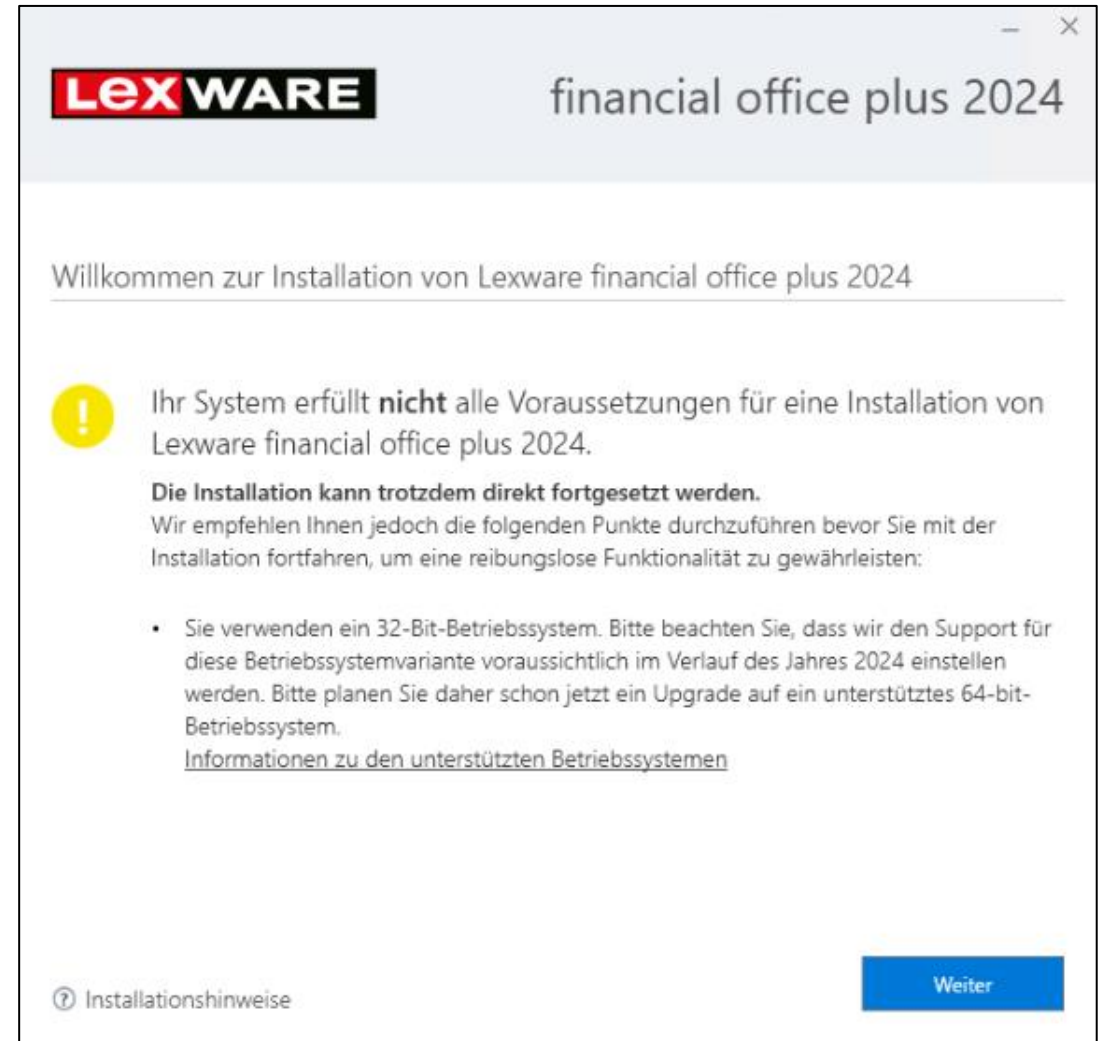 LEXWARE
financial office plus 2024
Willkommen zur Installation von Lexware financial office plus 2024
Ihr System erfüllt nicht alle Voraussetzungen für eine Installation von
Lexware financial office plus 2024.
Die Installation kann trotzdem direkt fortgesetzt werden.
Wir empfehlen Ihnen jedoch die folgenden Punkte durchzuführen bevor Sie mit der
Installation fortfahren, um eine reibungslose Funktionalität zu gewährleisten:
• Sie verwenden ein 32-Bit-Betriebssystem. Bitte beachten Sie, dass wir den Support für
diese Betriebssystemvariante voraussichtlich im Verlauf des Jahres 2024 einstellen
werden. Bitte planen Sie daher schon jetzt ein Upgrade auf ein unterstütztes 64-bit-
Betriebssystem.
Informationen zu den unterstützten Betriebssystemen
Installationshinweise
Weiter